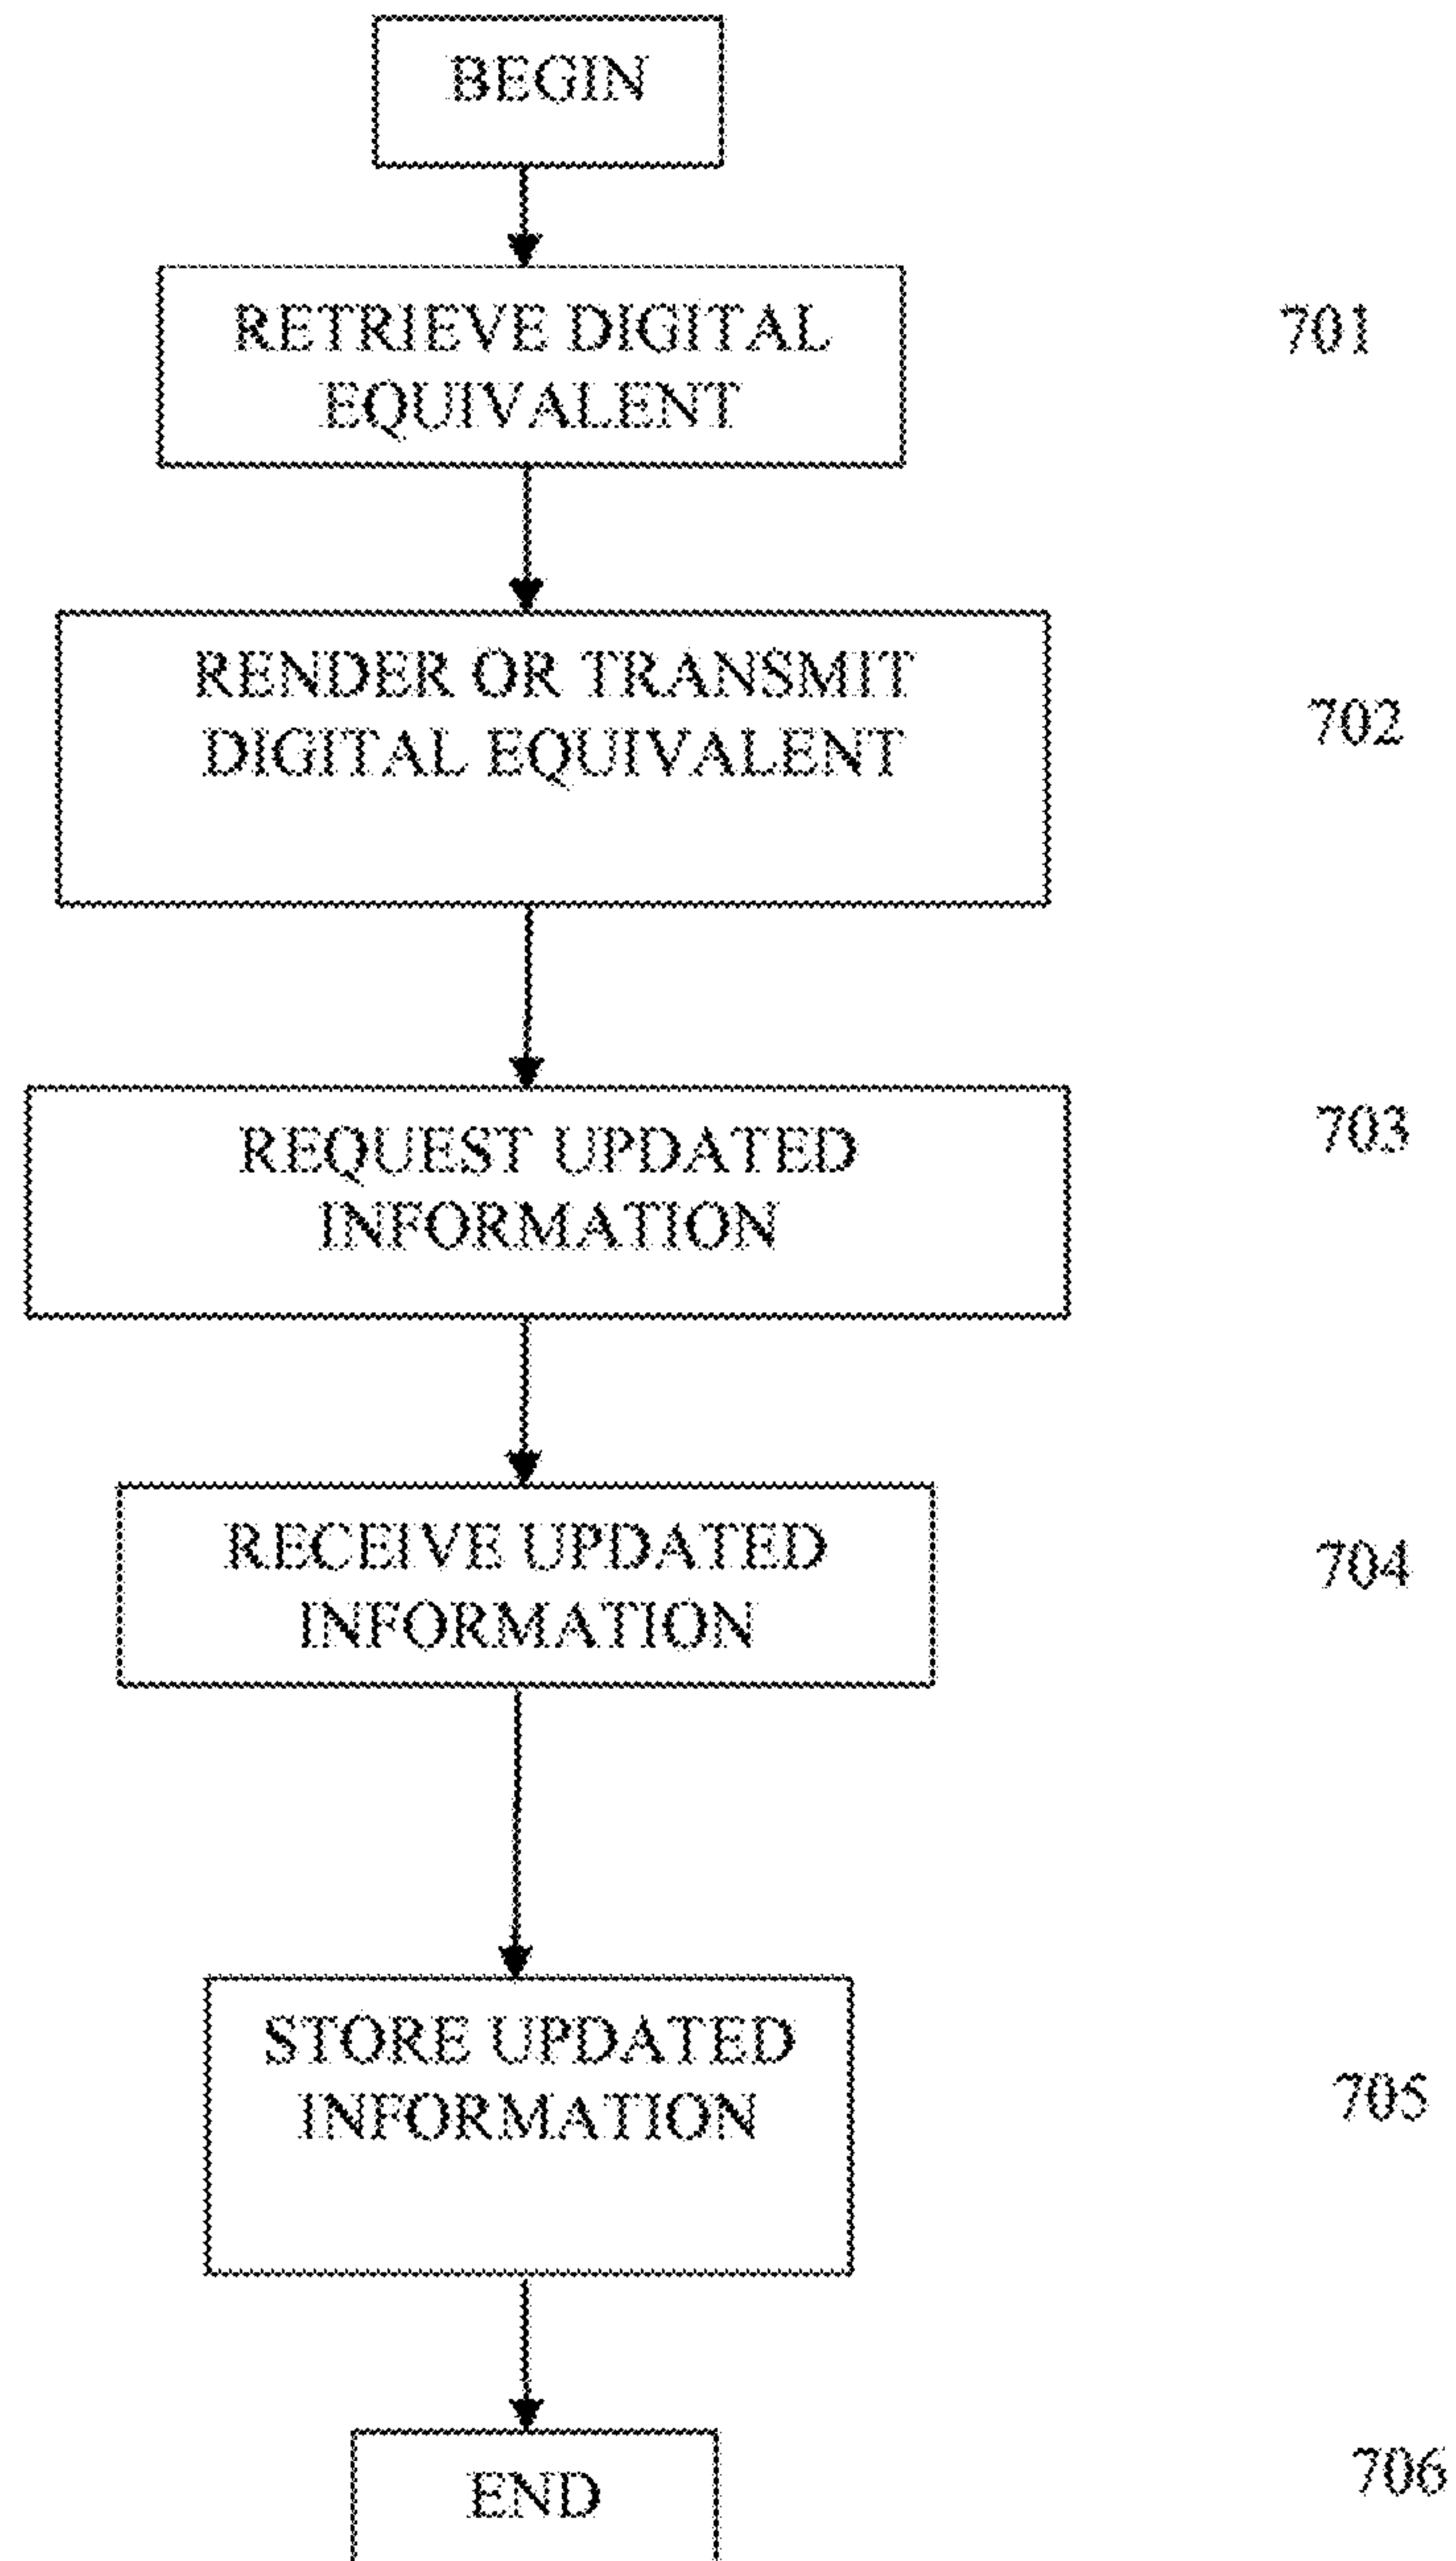 BEGIN
RETRIEVE DIGITAL
EQUIVALENT
701
RENDER OR TRANSMIT
DIGITAL EQUIVALENT
702
REQUEST UPDATED
INFORMATION
703
RECEIVE UPDATED
INFORMATION
704
STORE UPDATED
INFORMATION
705
END
706